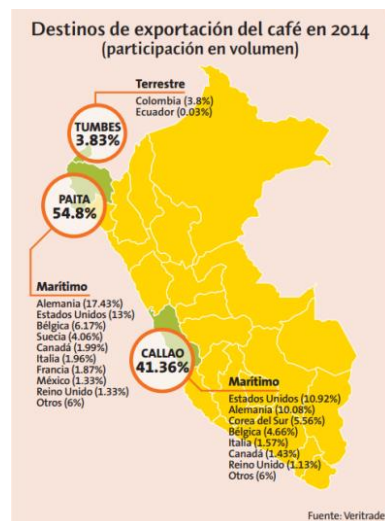 Destinos de exportación del café en 2014
(participación en volumen)
Terrestre
Colombia (3.8%)
Ecuador (0.03%)
TUMBES
3.83%
PAITA
54.8%
Marítimo
Alemania (17.43%)
Estados Unidos (13%)
Bélgica (6.17%)
Suecia (4.06%)
Canadá (1.99%)
Italia (1.96%)
Francia (1.87%)
México (1.33%)
Reino Unido (1.33%)
Otros (6%)
CALLAO
41.36%
Marítimo
Estados Unidos (10.92%)
Alemania (10.08%)
Corea del Sur (5.56%)
Bélgica (4.66%)
Italia (1.57%)
Canadá (1.43%)
Reino Unido (1.13%)
Otros (6%)
Fuente: Veritrade